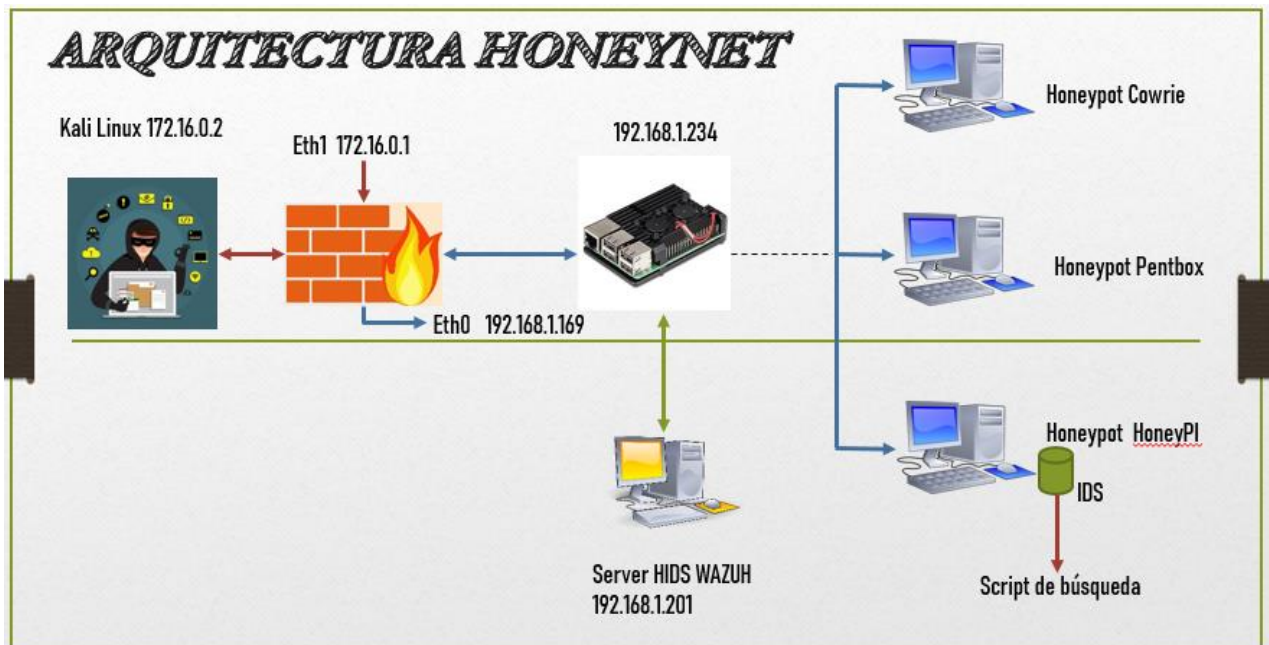 ARQUITECTURA HONEYNET
Kali Linux 172.16.0.2
Eth1 172.16.0.1
192.168.1.234
Honeypot Cowrie
Honeypot Pentbox
Eth0 192.168.1.169
Honeypot HoneyPI
IDS
Script de búsqueda
Server HIDS WAZUH
192.168.1.201